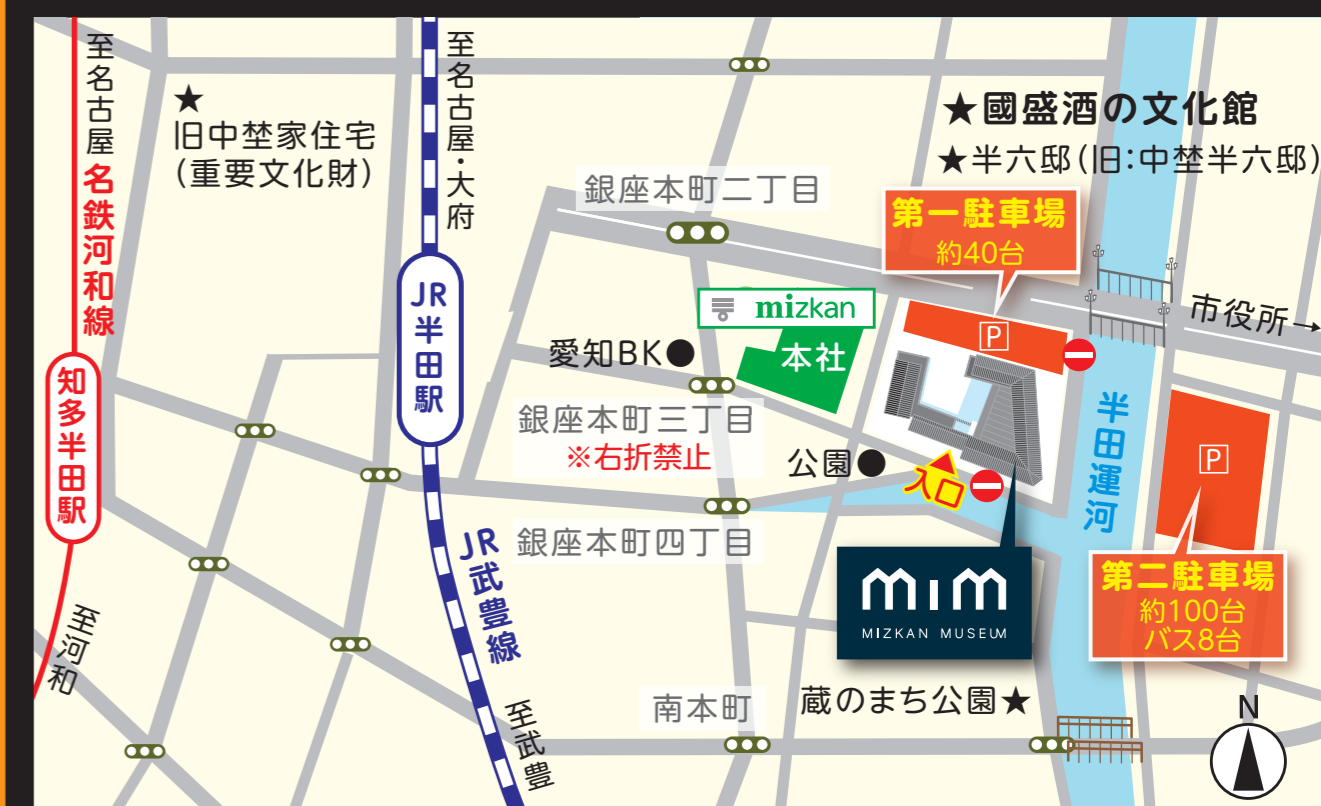 至名古屋
名鉄河和線
知多半田駅
至河和
★
旧中埜家住宅
(重要文化財)
至名古屋・大府
JR半田駅
JR武豊線
至武豊
★國盛酒の文化館
★半六邸(旧:中埜半六邸)
銀座本町二丁目
第一駐車場
約40台
市役所→
mizkan
本社
P
愛知BK●
銀座本町三丁目
※右折禁止
公園●
入口
半田運河
P
銀座本町四丁目
mim
MIZKAN MUSEUM
第二駐車場
約100台
バス8台
南本町
蔵のまち公園★
N